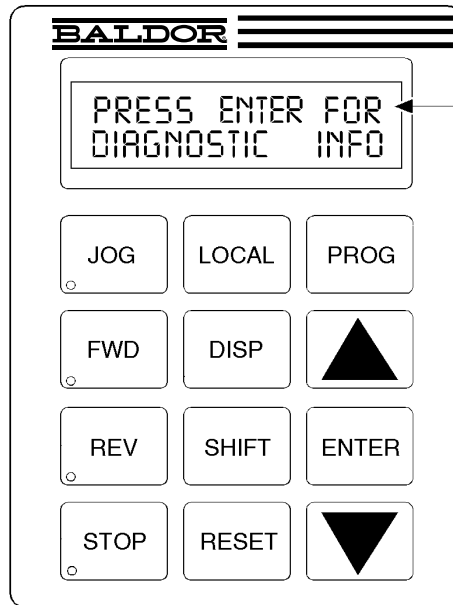 BALDOR
PRESS ENTER FOR
DIAGNOSTIC INFO
JOG LOCAL PROG
FWD DISP
REV SHIFT ENTER
STOP RESET